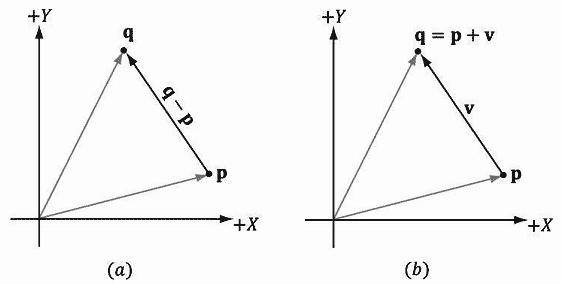 +Y
q
q − p
p
+X
(a)
+Y
q = p + v
v
p
+X
(b)